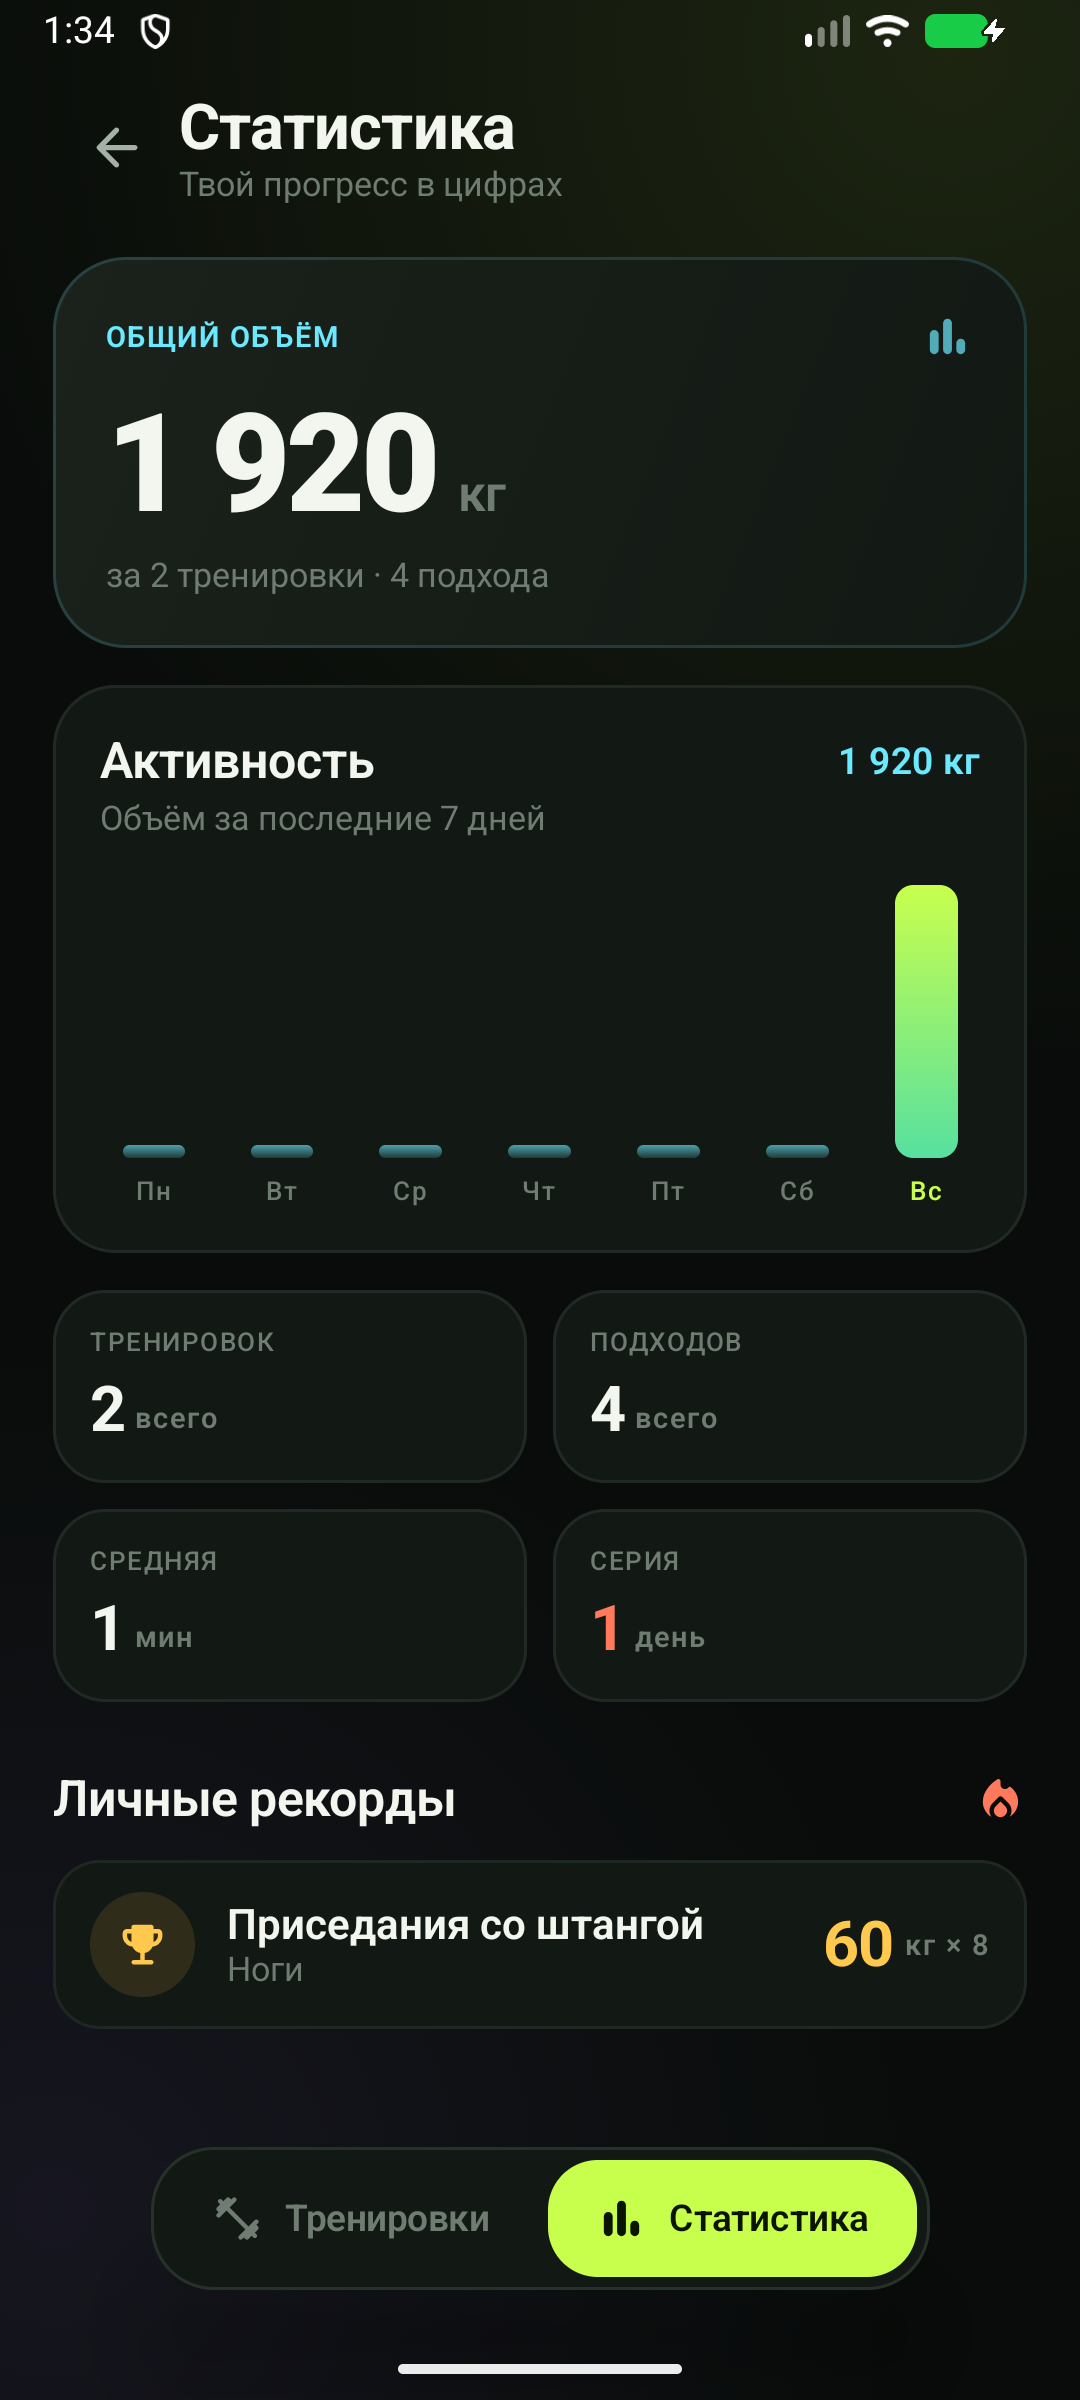 1:34
Статистика
Твой прогресс в цифрах
ОБЩИЙ ОБЪЁМ
1 920 кг
за 2 тренировки · 4 подхода
Активность
1 920 кг
Объём за последние 7 дней
Пн Вт Ср Чт Пт Сб Вс
ТРЕНИРОВОК
2 всего
ПОДХОДОВ
4 всего
СРЕДНЯЯ
1 мин
СЕРИЯ
1 день
Личные рекорды
Приседания со штангой
Ноги
60 кг × 8
Тренировки
Статистика